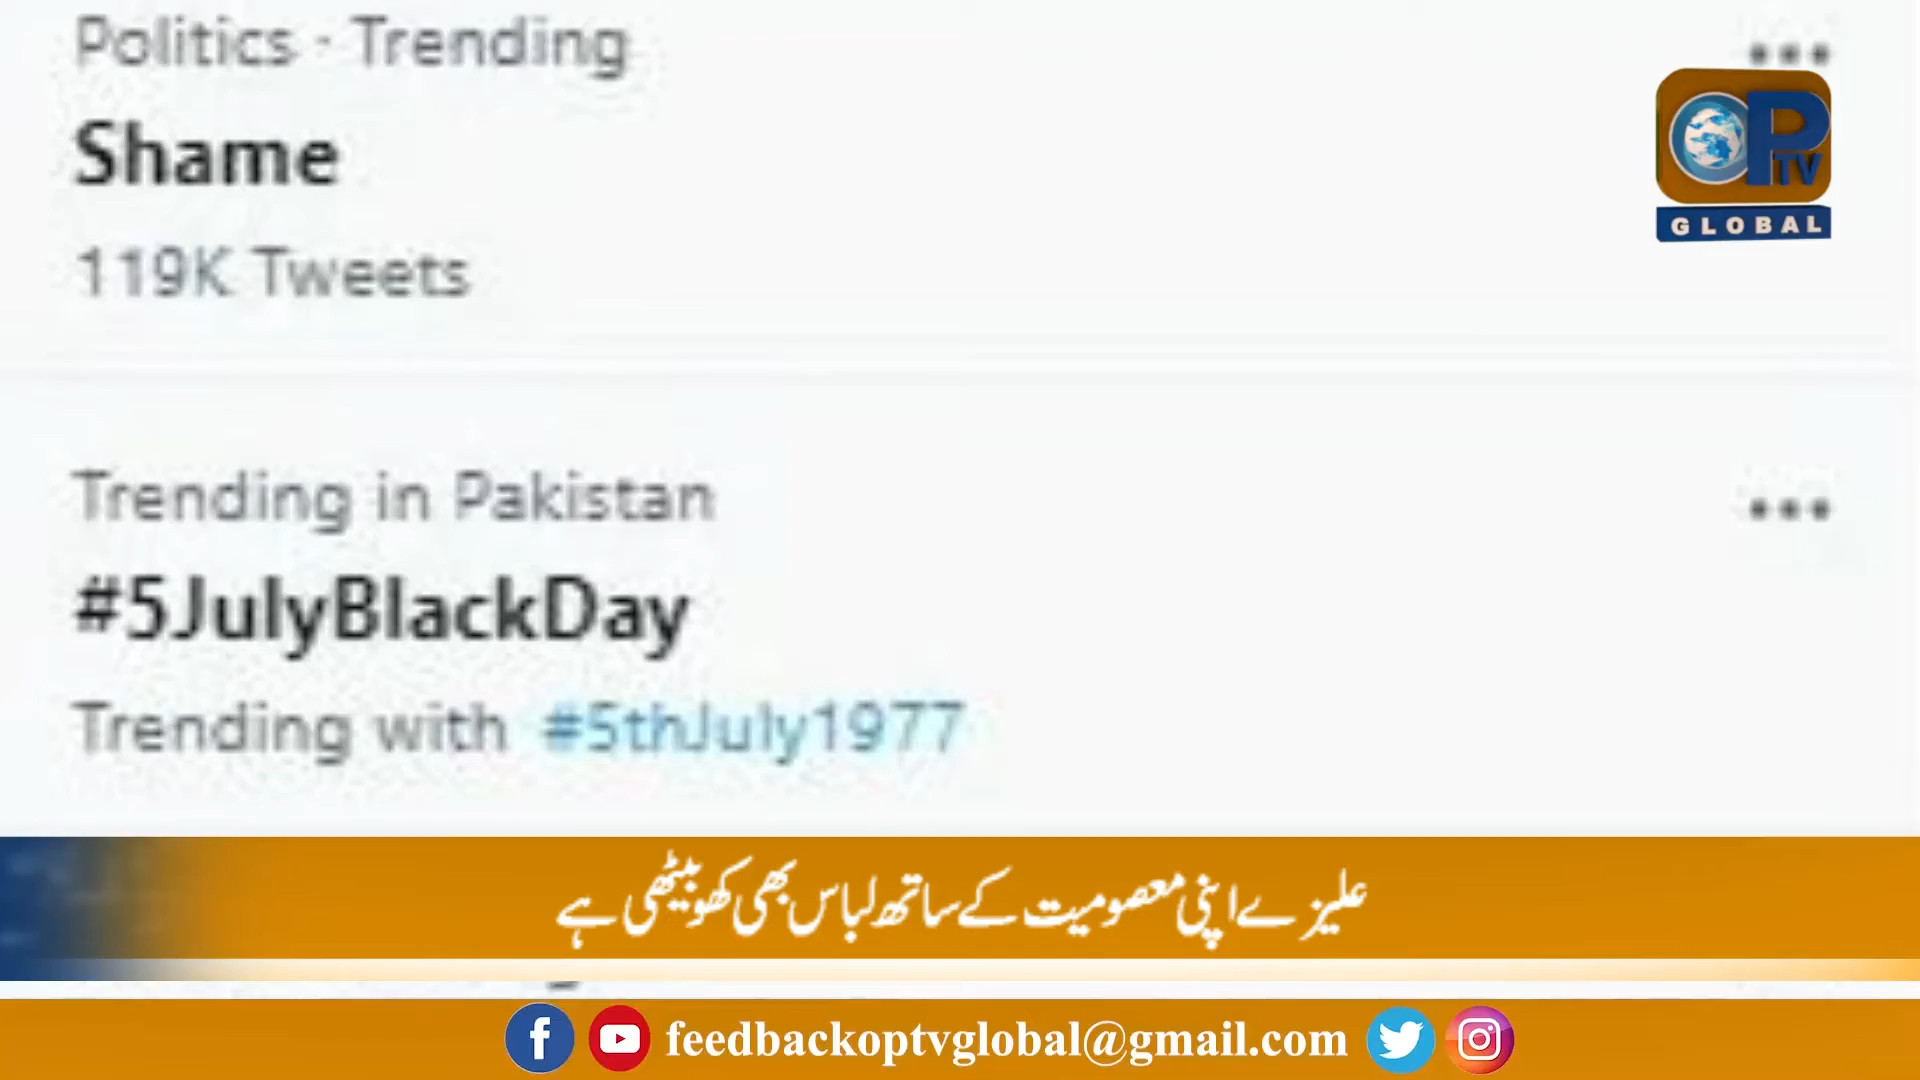 Politics · Trending
Shame
119K Tweets
OPTV
GLOBAL
Trending in Pakistan
#5JulyBlackDay
Trending with #5thJuly1977
علیزے اپنی معصومیت کے ساتھ لباس بھی کھو بیٹھی ہے
feedbackoptvglobal@gmail.com